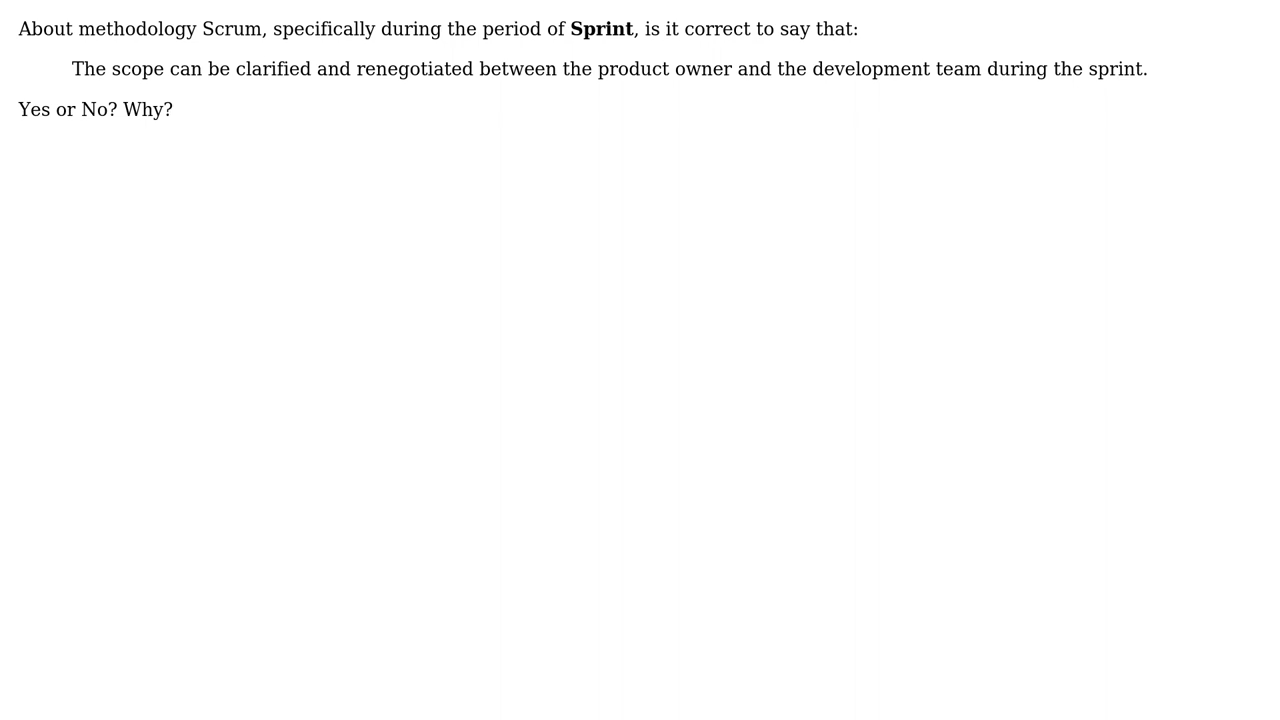 About methodology Scrum, specifically during the period of Sprint, is it correct to say that:
The scope can be clarified and renegotiated between the product owner and the development team during the sprint.
Yes or No? Why?